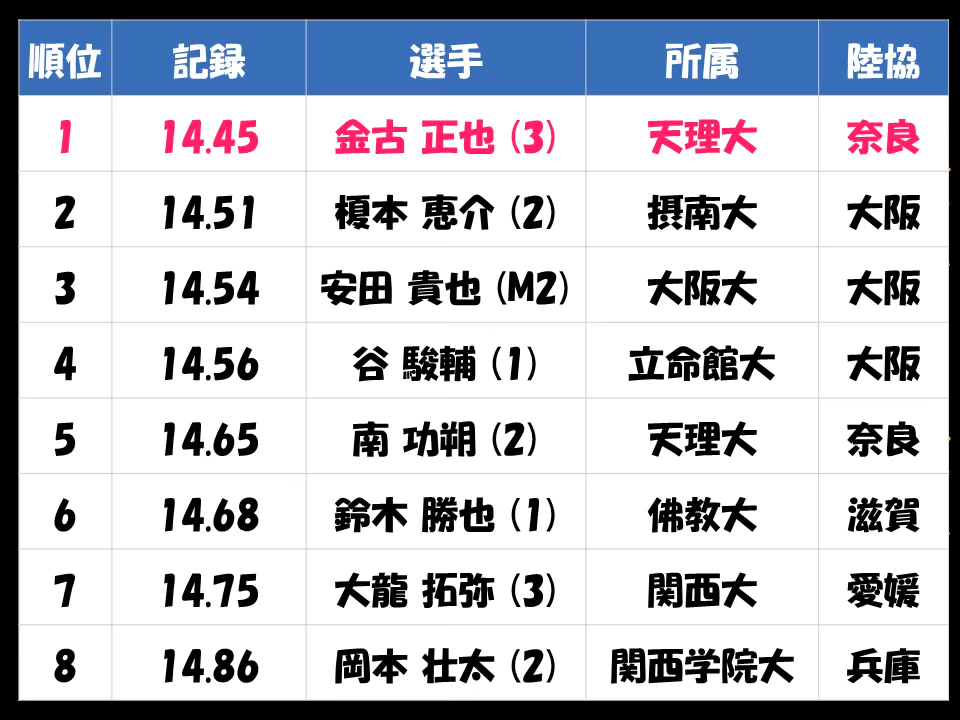 順位 記録 選手 所属 陸協
1 14.45 金古 正也 (3) 天理大 奈良
2 14.51 榎本 恵介 (2) 摂南大 大阪
3 14.54 安田 貴也 (M2) 大阪大 大阪
4 14.56 谷 駿輔 (1) 立命館大 大阪
5 14.65 南 功朔 (2) 天理大 奈良
6 14.68 鈴木 勝也 (1) 佛教大 滋賀
7 14.75 大龍 拓弥 (3) 関西大 愛媛
8 14.86 岡本 壮太 (2) 関西学院大 兵庫